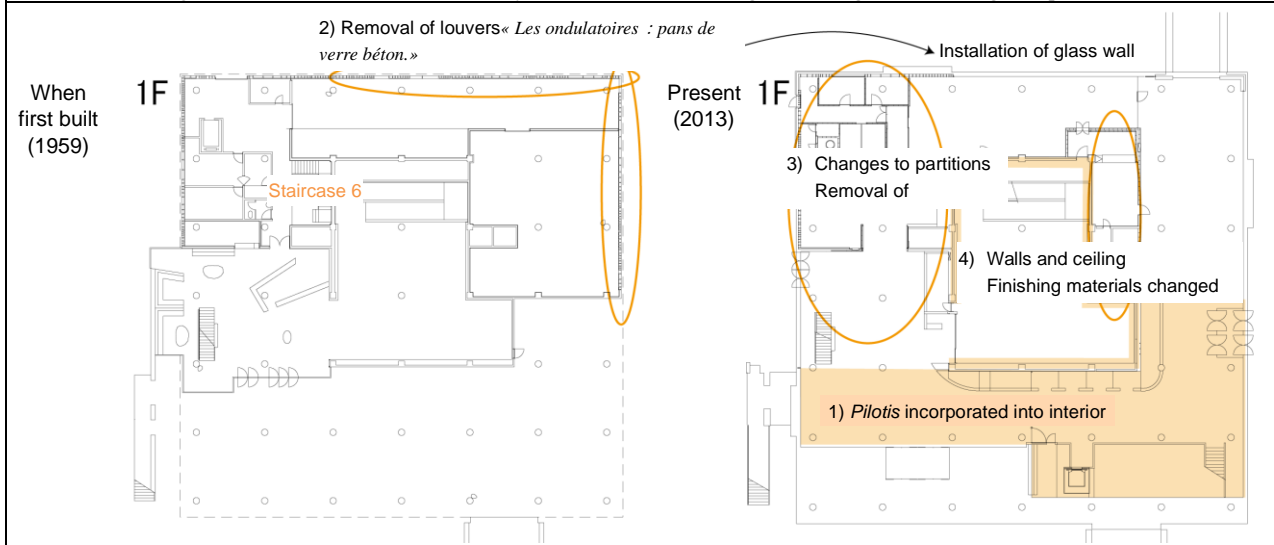 2) Removal of louvers« Les ondulatoires : pans de
verre béton.»
Installation of glass wall
When
first built
(1959)
1F
Staircase 6
Present
(2013)
1F
3) Changes to partitions
Removal of
4) Walls and ceiling
Finishing materials changed
1) Pilotis incorporated into interior